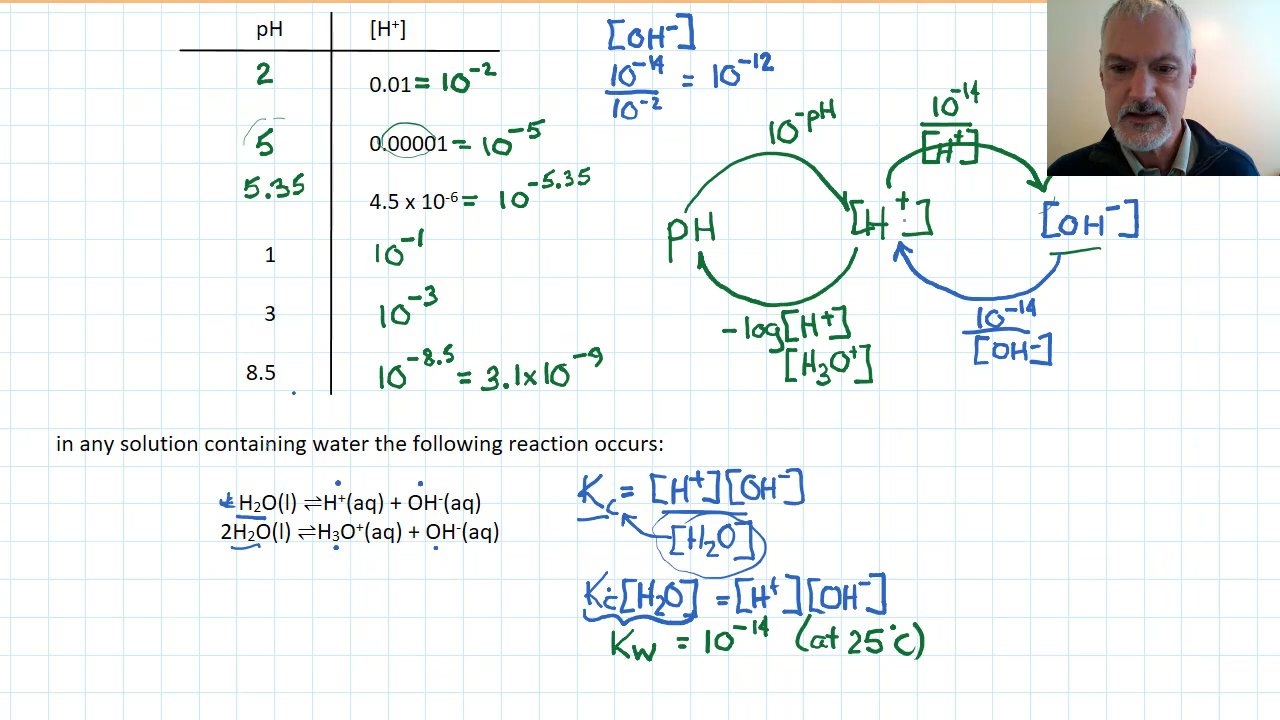 pH [H⁺]
2 0.01 = 10⁻²
5 0.00001 = 10⁻⁵
5.35 4.5 x 10⁻⁶ = 10⁻⁵·³⁵
1 10⁻¹
3 10⁻³
8.5 10⁻⁸·⁵ = 3.1 x 10⁻⁹
[OH⁻]
10⁻¹⁴ / 10⁻² = 10⁻¹²
10⁻ᵖᴴ
10⁻¹⁴ / [H⁺]
pH [H⁺] [OH⁻]
-log[H⁺]
[H₃O⁺]
10⁻¹⁴ / [OH⁻]
in any solution containing water the following reaction occurs:
H₂O(l) ⇌H⁺(aq) + OH⁻(aq)
2H₂O(l) ⇌H₃O⁺(aq) + OH⁻(aq)
Kc = [H⁺][OH⁻] / [H₂O]
Kc[H₂O] = [H⁺][OH⁻]
Kw = 10⁻¹⁴ (at 25°C)